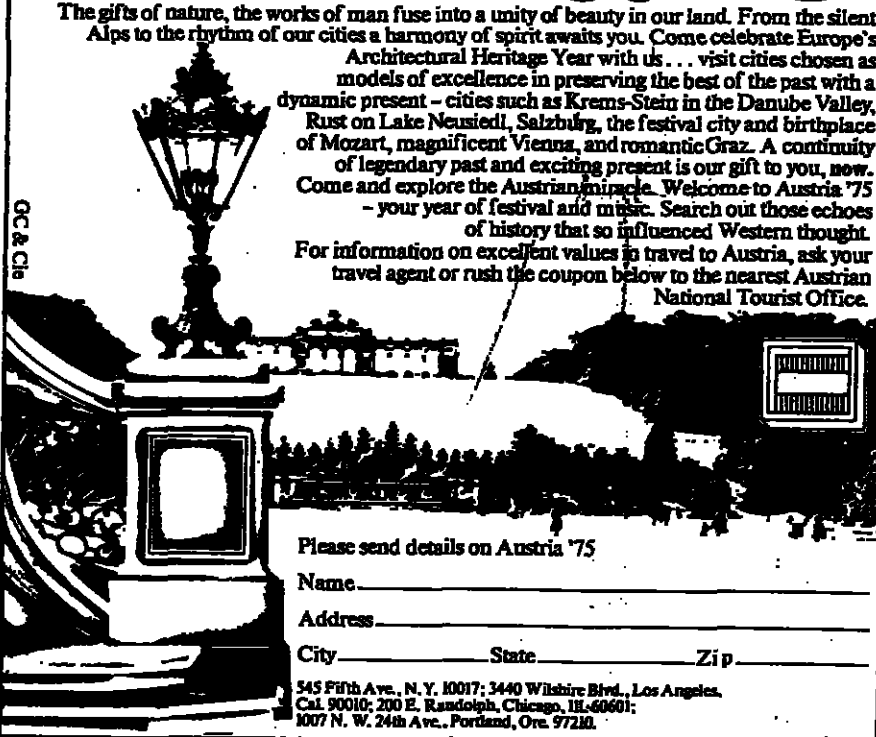 The gifts of nature, the works of man fuse into a unity of beauty in our land. From the silent
Alps to the rhythm of our cities a harmony of spirit awaits you. Come celebrate Europe's
Architectural Heritage Year with us... visit cities chosen as
models of excellence in preserving the best of the past with a
dynamic present – cities such as Krems-Stein in the Danube Valley,
Rust on Lake Neusiedl, Salzburg, the festival city and birthplace
of Mozart, magnificent Vienna, and romantic Graz. A continuity
of legendary past and exciting present is our gift to you, now.
Come and explore the Austrian miracle. Welcome to Austria '75
– your year of festival and music. Search out those echoes
of history that so influenced Western thought.
For information on excellent values in travel to Austria, ask your
travel agent or rush the coupon below to the nearest Austrian
National Tourist Office.
GC & Cie
Please send details on Austria '75
Name
Address
City State Zip
545 Fifth Ave., N.Y. 10017; 3440 Wilshire Blvd., Los Angeles,
Cal. 90010; 200 E. Randolph, Chicago, Ill. 60601;
1007 N. W. 24th Ave., Portland, Ore. 97210.